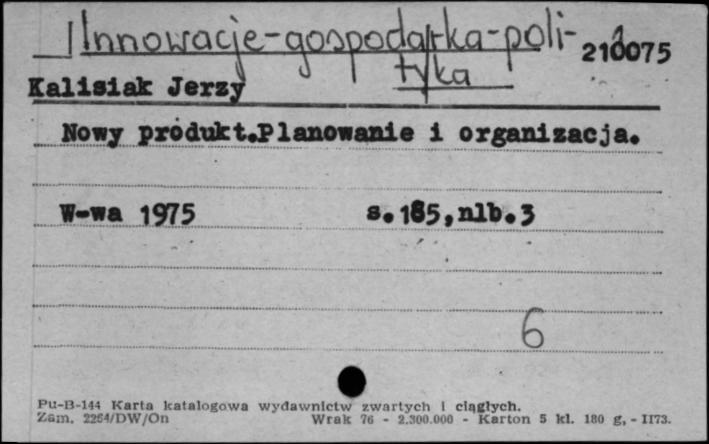 Innowacje-gospodarka-poli- 210075
tyka
Kalisiak Jerzy
Nowy produkt.Planowanie i organizacja.
W-wa 1975 s.185,nlb.3
6
Pu-B-144 Karta katalogowa wydawnictw zwartych i ciągłych.
Zam. 2264/DW/On Wrak 76 - 2.300.000 - Karton 5 kl. 180 g, - II73.